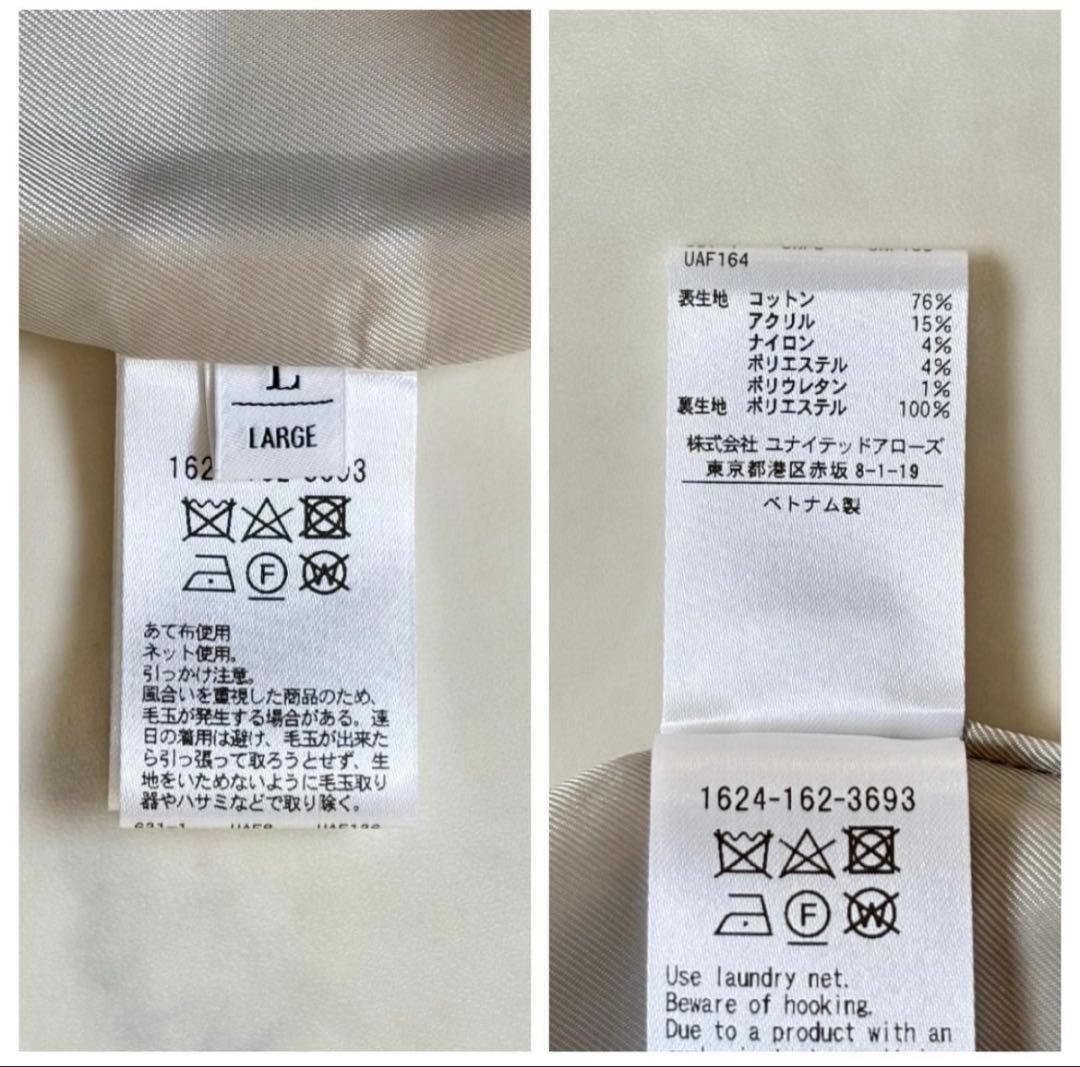 L
LARGE
162
3693
F
W
あて布使用
ネット使用。
引っかけ注意。
風合いを重視した商品のため、
毛玉が発生する場合がある。連
日の着用は避け、毛玉が出来た
ら引っ張って取ろうとせず、生
地をいためないように毛玉取り
器やハサミなどで取り除く。
UAF164
表生地 コットン 76%
アクリル 15%
ナイロン 4%
ポリエステル 4%
ポリウレタン 1%
裏生地 ポリエステル 100%
株式会社 ユナイテッドアローズ
東京都港区赤坂 8-1-19
ベトナム製
1624-162-3693
F
W
Use laundry net.
Beware of hooking.
Due to a product with an